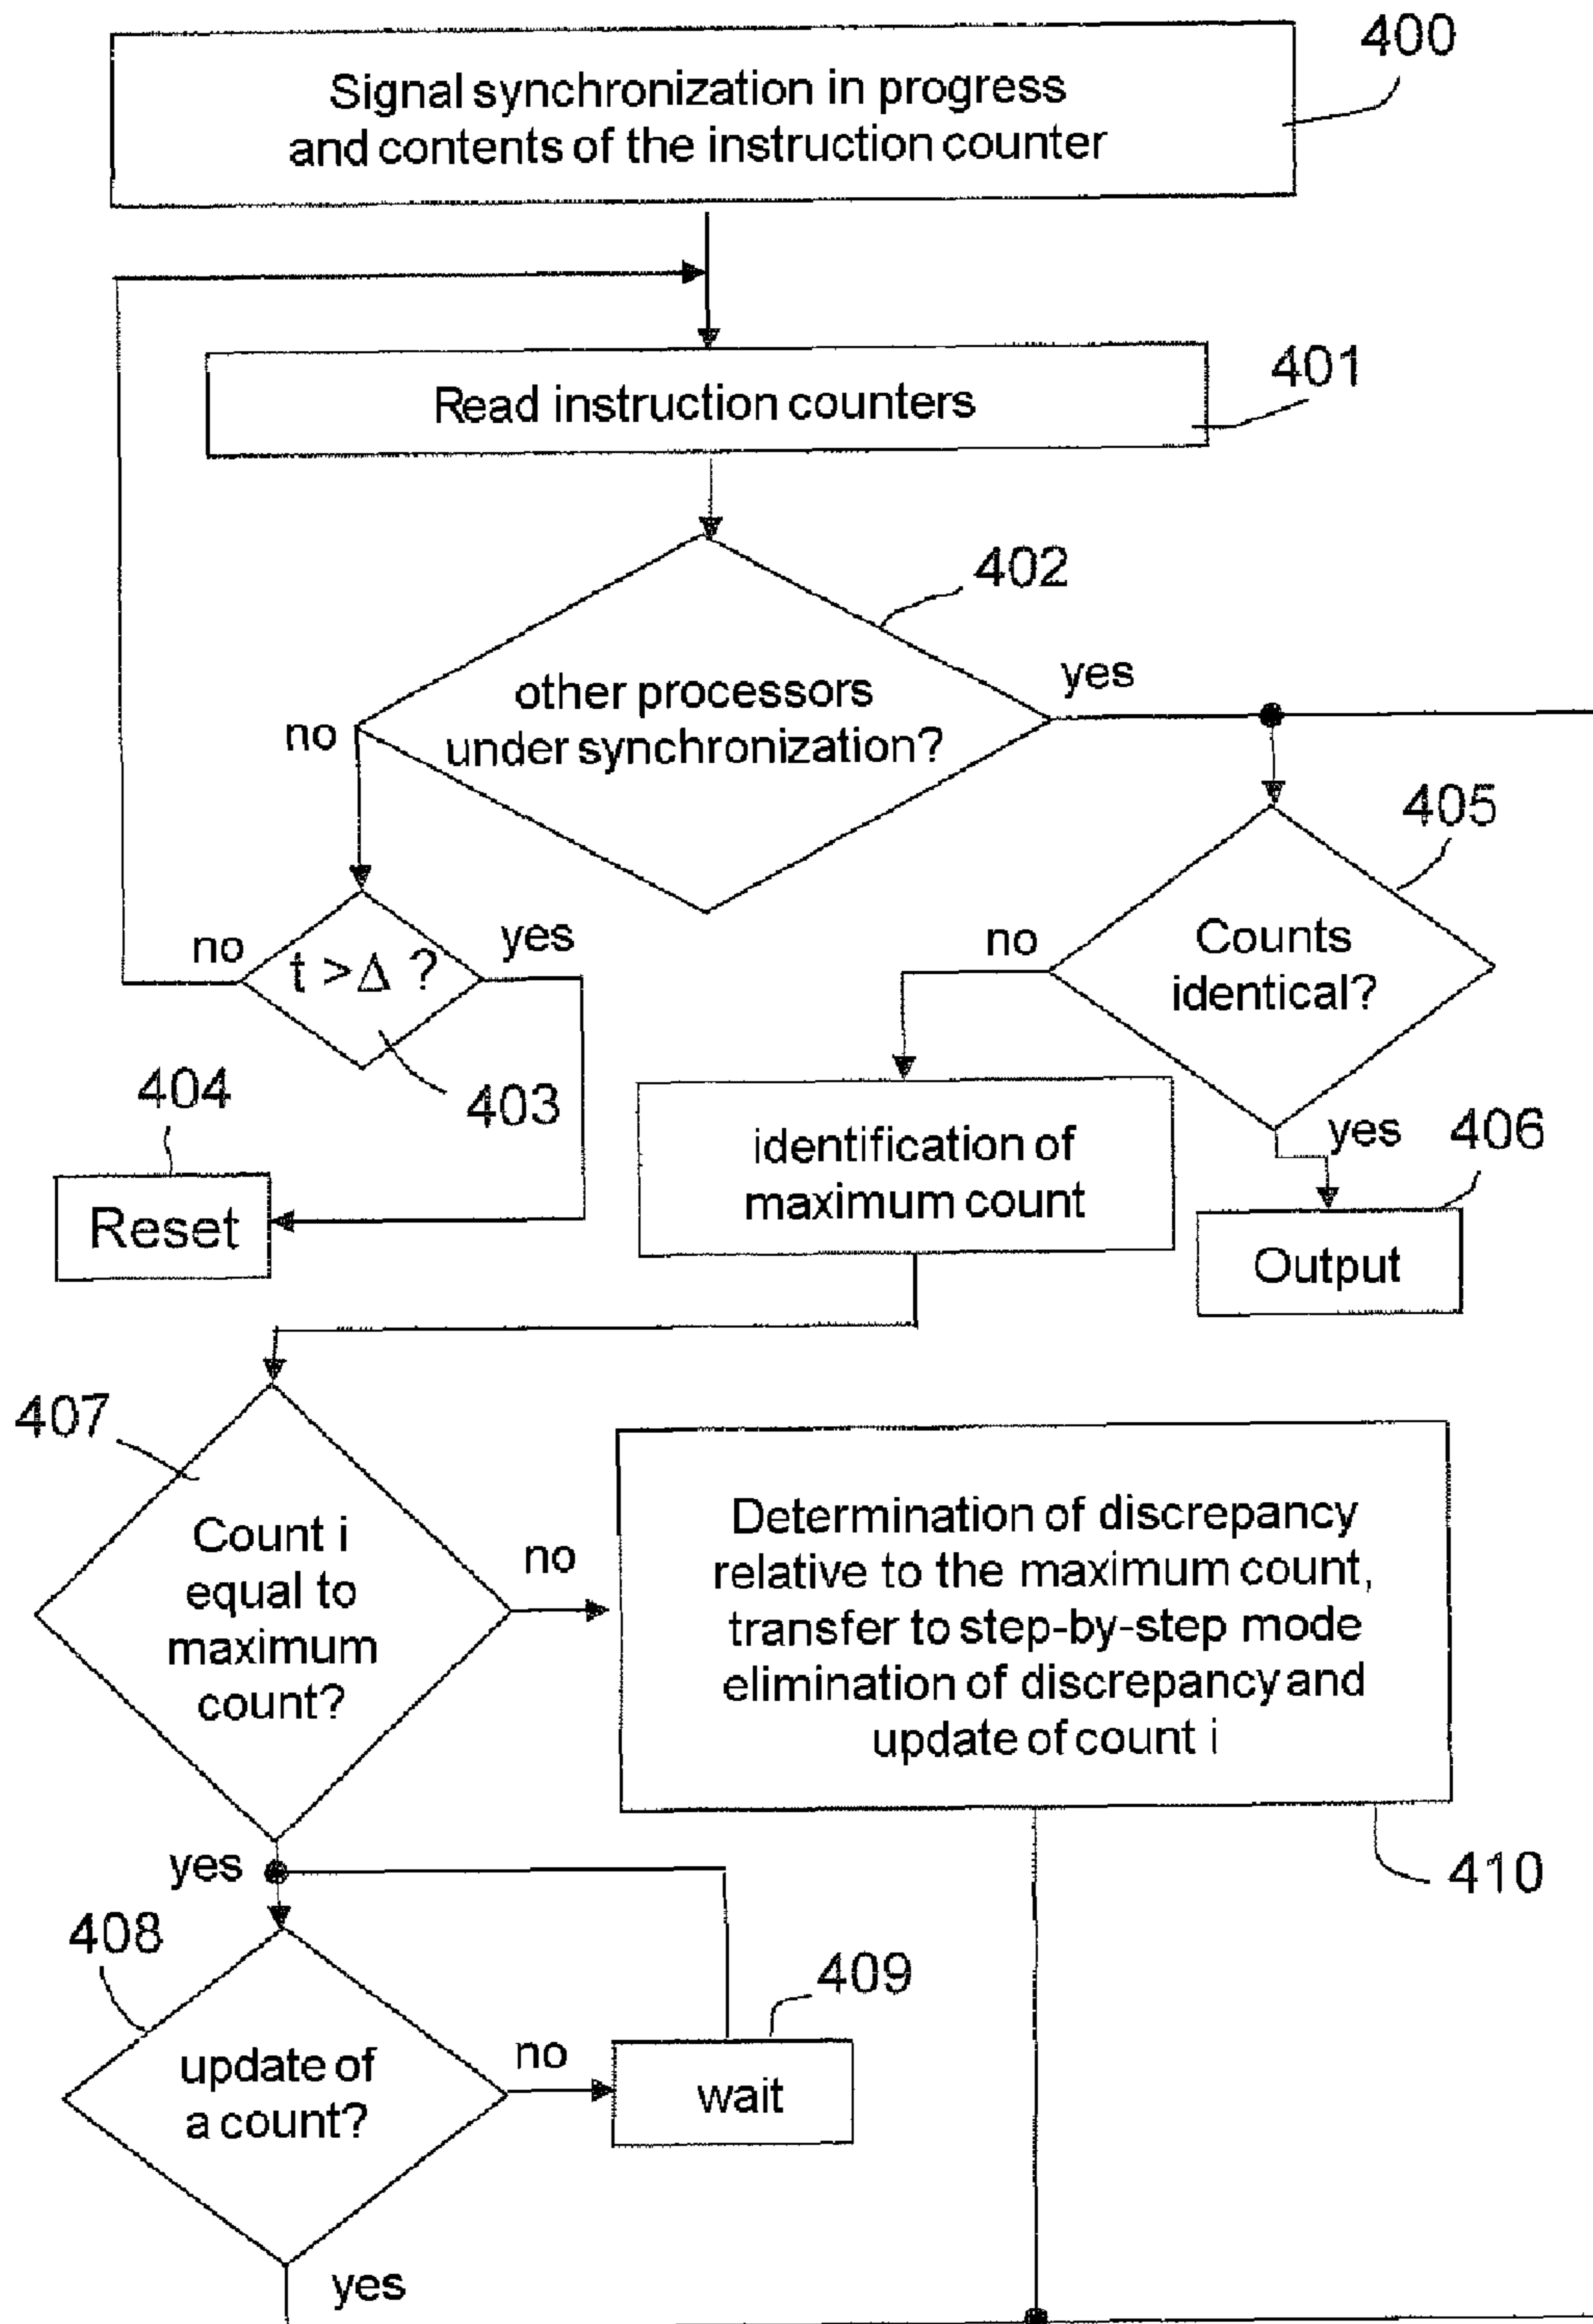 400
Signal synchronization in progress
and contents of the instruction counter
401
Read instruction counters
402
other processors
under synchronization?
yes
no
405
Counts
identical?
no
yes
no
t > Δ ?
yes
403
404
Reset
identification of
maximum count
406
Output
407
Count i
equal to
maximum
count?
no
Determination of discrepancy
relative to the maximum count,
transfer to step-by-step mode
elimination of discrepancy and
update of count i
410
yes
408
update of
a count?
no
409
wait
yes